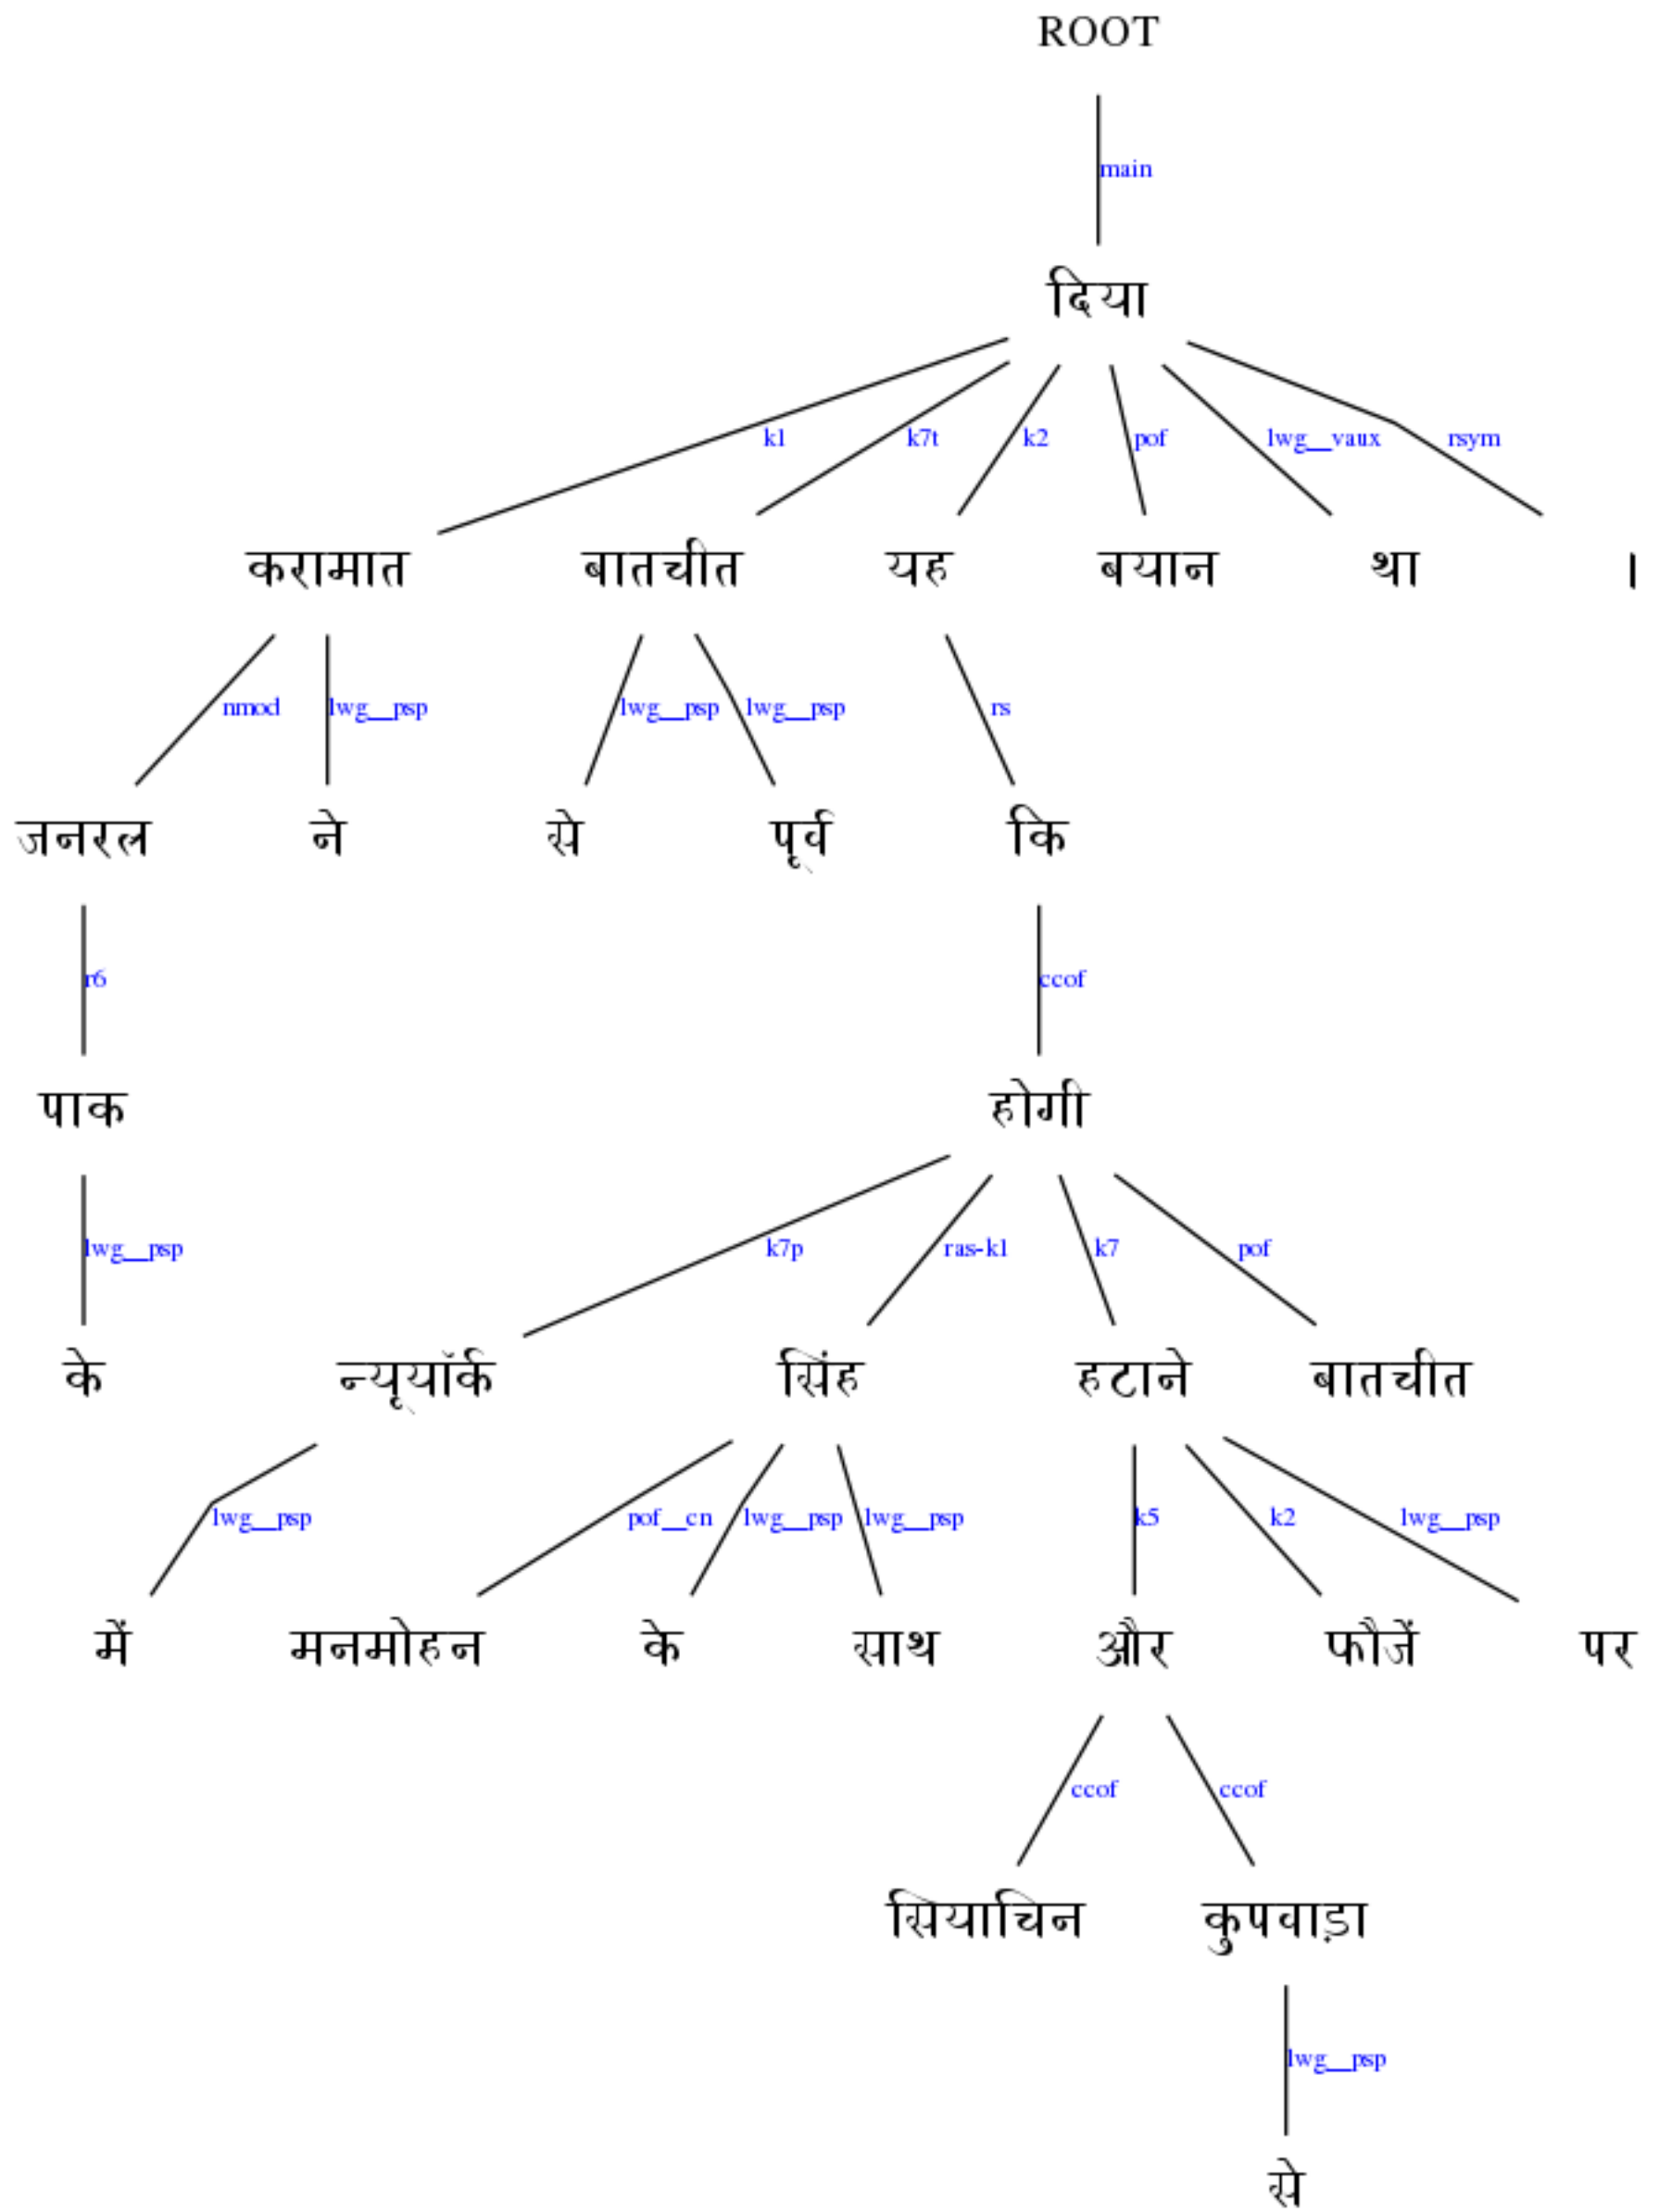 ROOT
main
दिया
k1 k7t k2 pof lwg__vaux rsym
करामात बातचीत यह बयान था ।
nmod lwg__psp lwg__psp lwg__psp rs
जनरल ने से पूर्व कि
r6 ccof
पाक होगी
lwg__psp k7p ras-k1 k7 pof
के न्यूयॉर्क सिंह हटाने बातचीत
lwg__psp pof__cn lwg__psp lwg__psp k5 k2 lwg__psp
में मनमोहन के साथ और फौजें पर
ccof ccof
सियाचिन कुपवाड़ा
lwg__psp
से